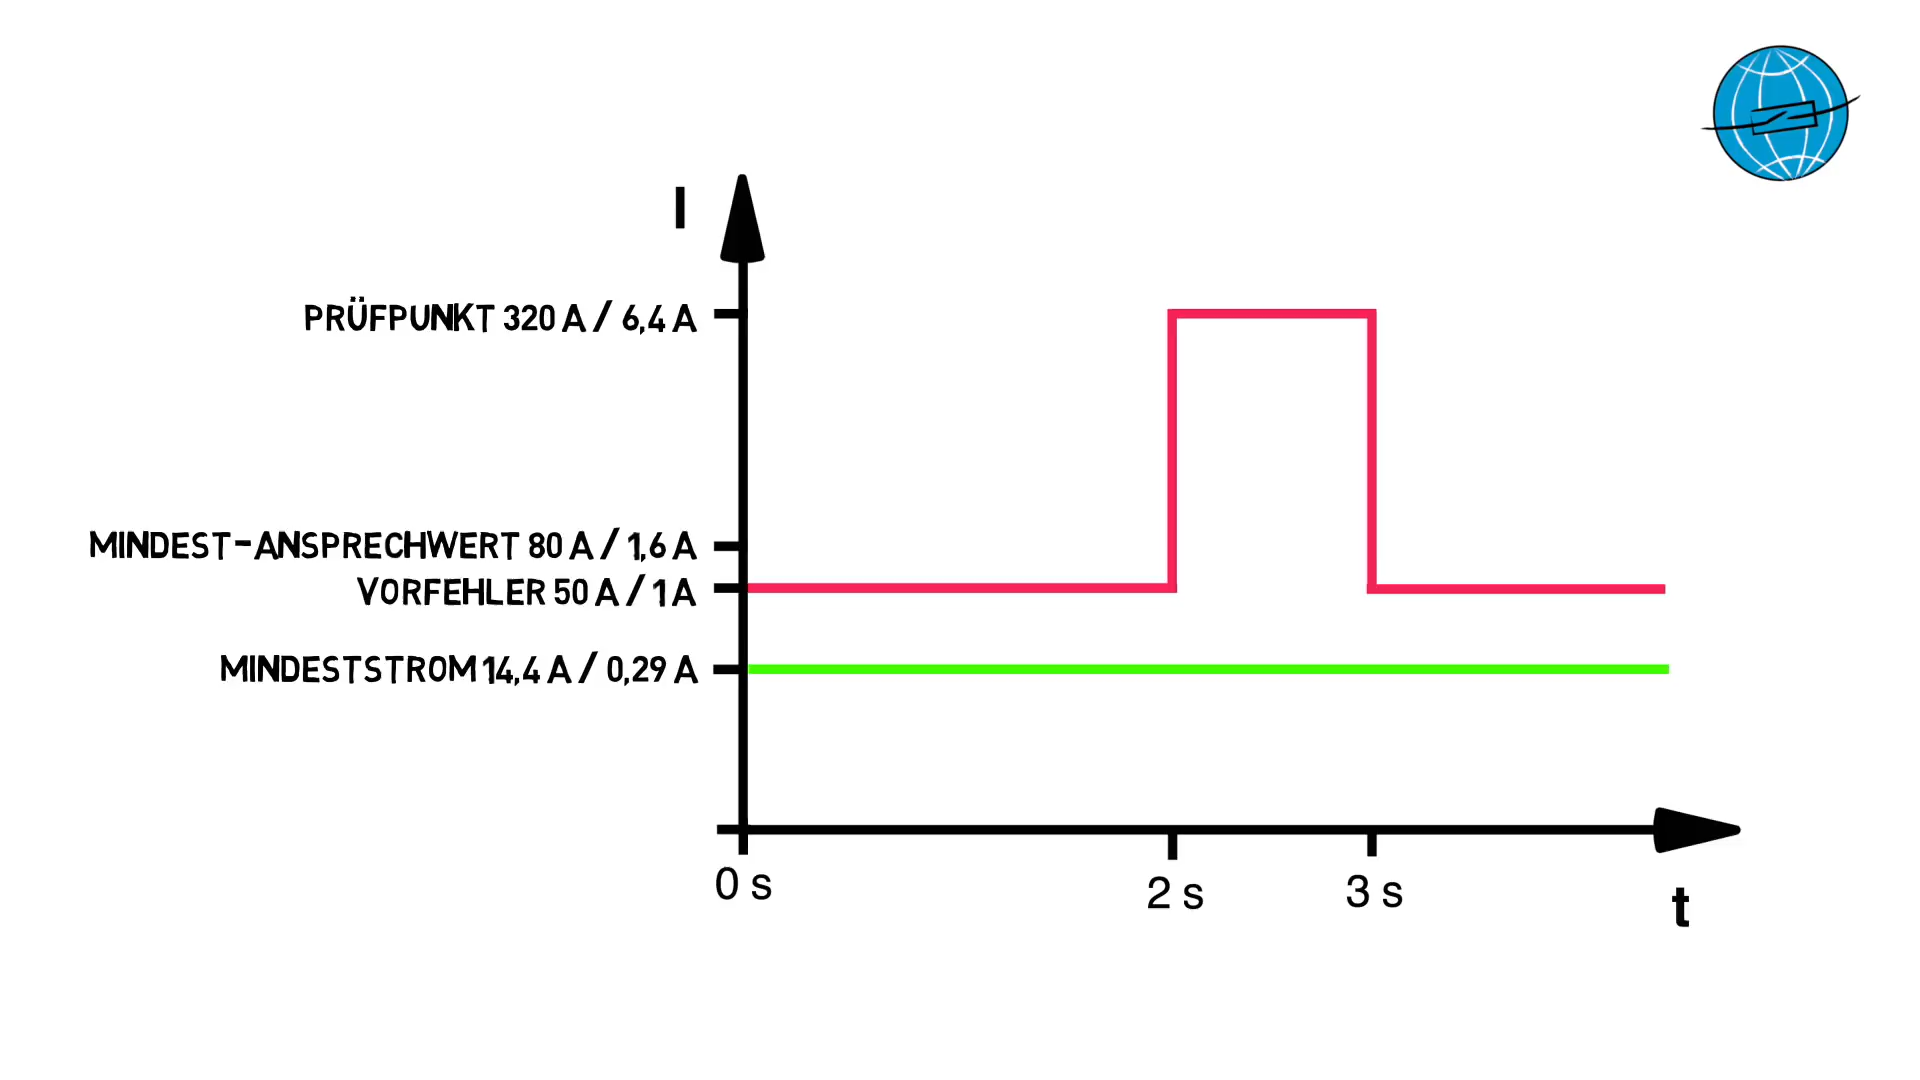 I
PRÜFPUNKT 320 A / 6,4 A
MINDEST-ANSPRECHWERT 80 A / 1,6 A
VORFEHLER 50 A / 1 A
MINDESTSTROM 14,4 A / 0,29 A
0 s
2 s
3 s
t